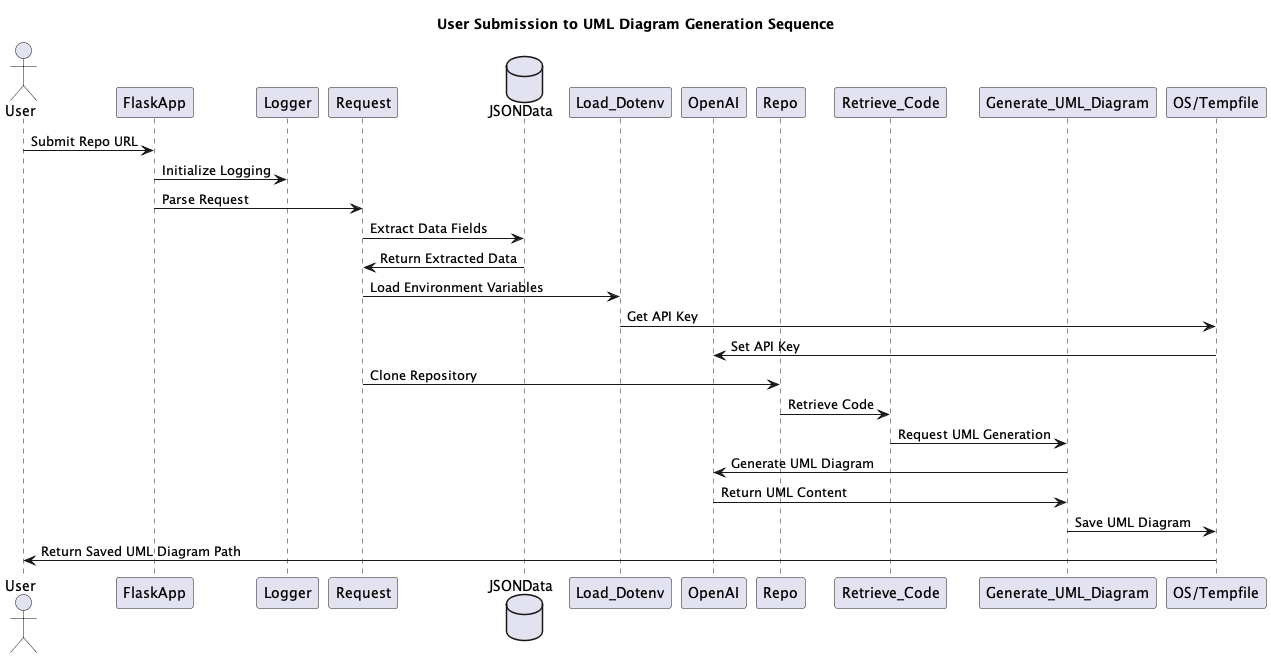 User Submission to UML Diagram Generation Sequence
User
FlaskApp
Logger
Request
JSONData
Load_Dotenv
OpenAI
Repo
Retrieve_Code
Generate_UML_Diagram
OS/Tempfile
Submit Repo URL
Initialize Logging
Parse Request
Extract Data Fields
Return Extracted Data
Load Environment Variables
Get API Key
Set API Key
Clone Repository
Retrieve Code
Request UML Generation
Generate UML Diagram
Return UML Content
Save UML Diagram
Return Saved UML Diagram Path
User
FlaskApp
Logger
Request
JSONData
Load_Dotenv
OpenAI
Repo
Retrieve_Code
Generate_UML_Diagram
OS/Tempfile